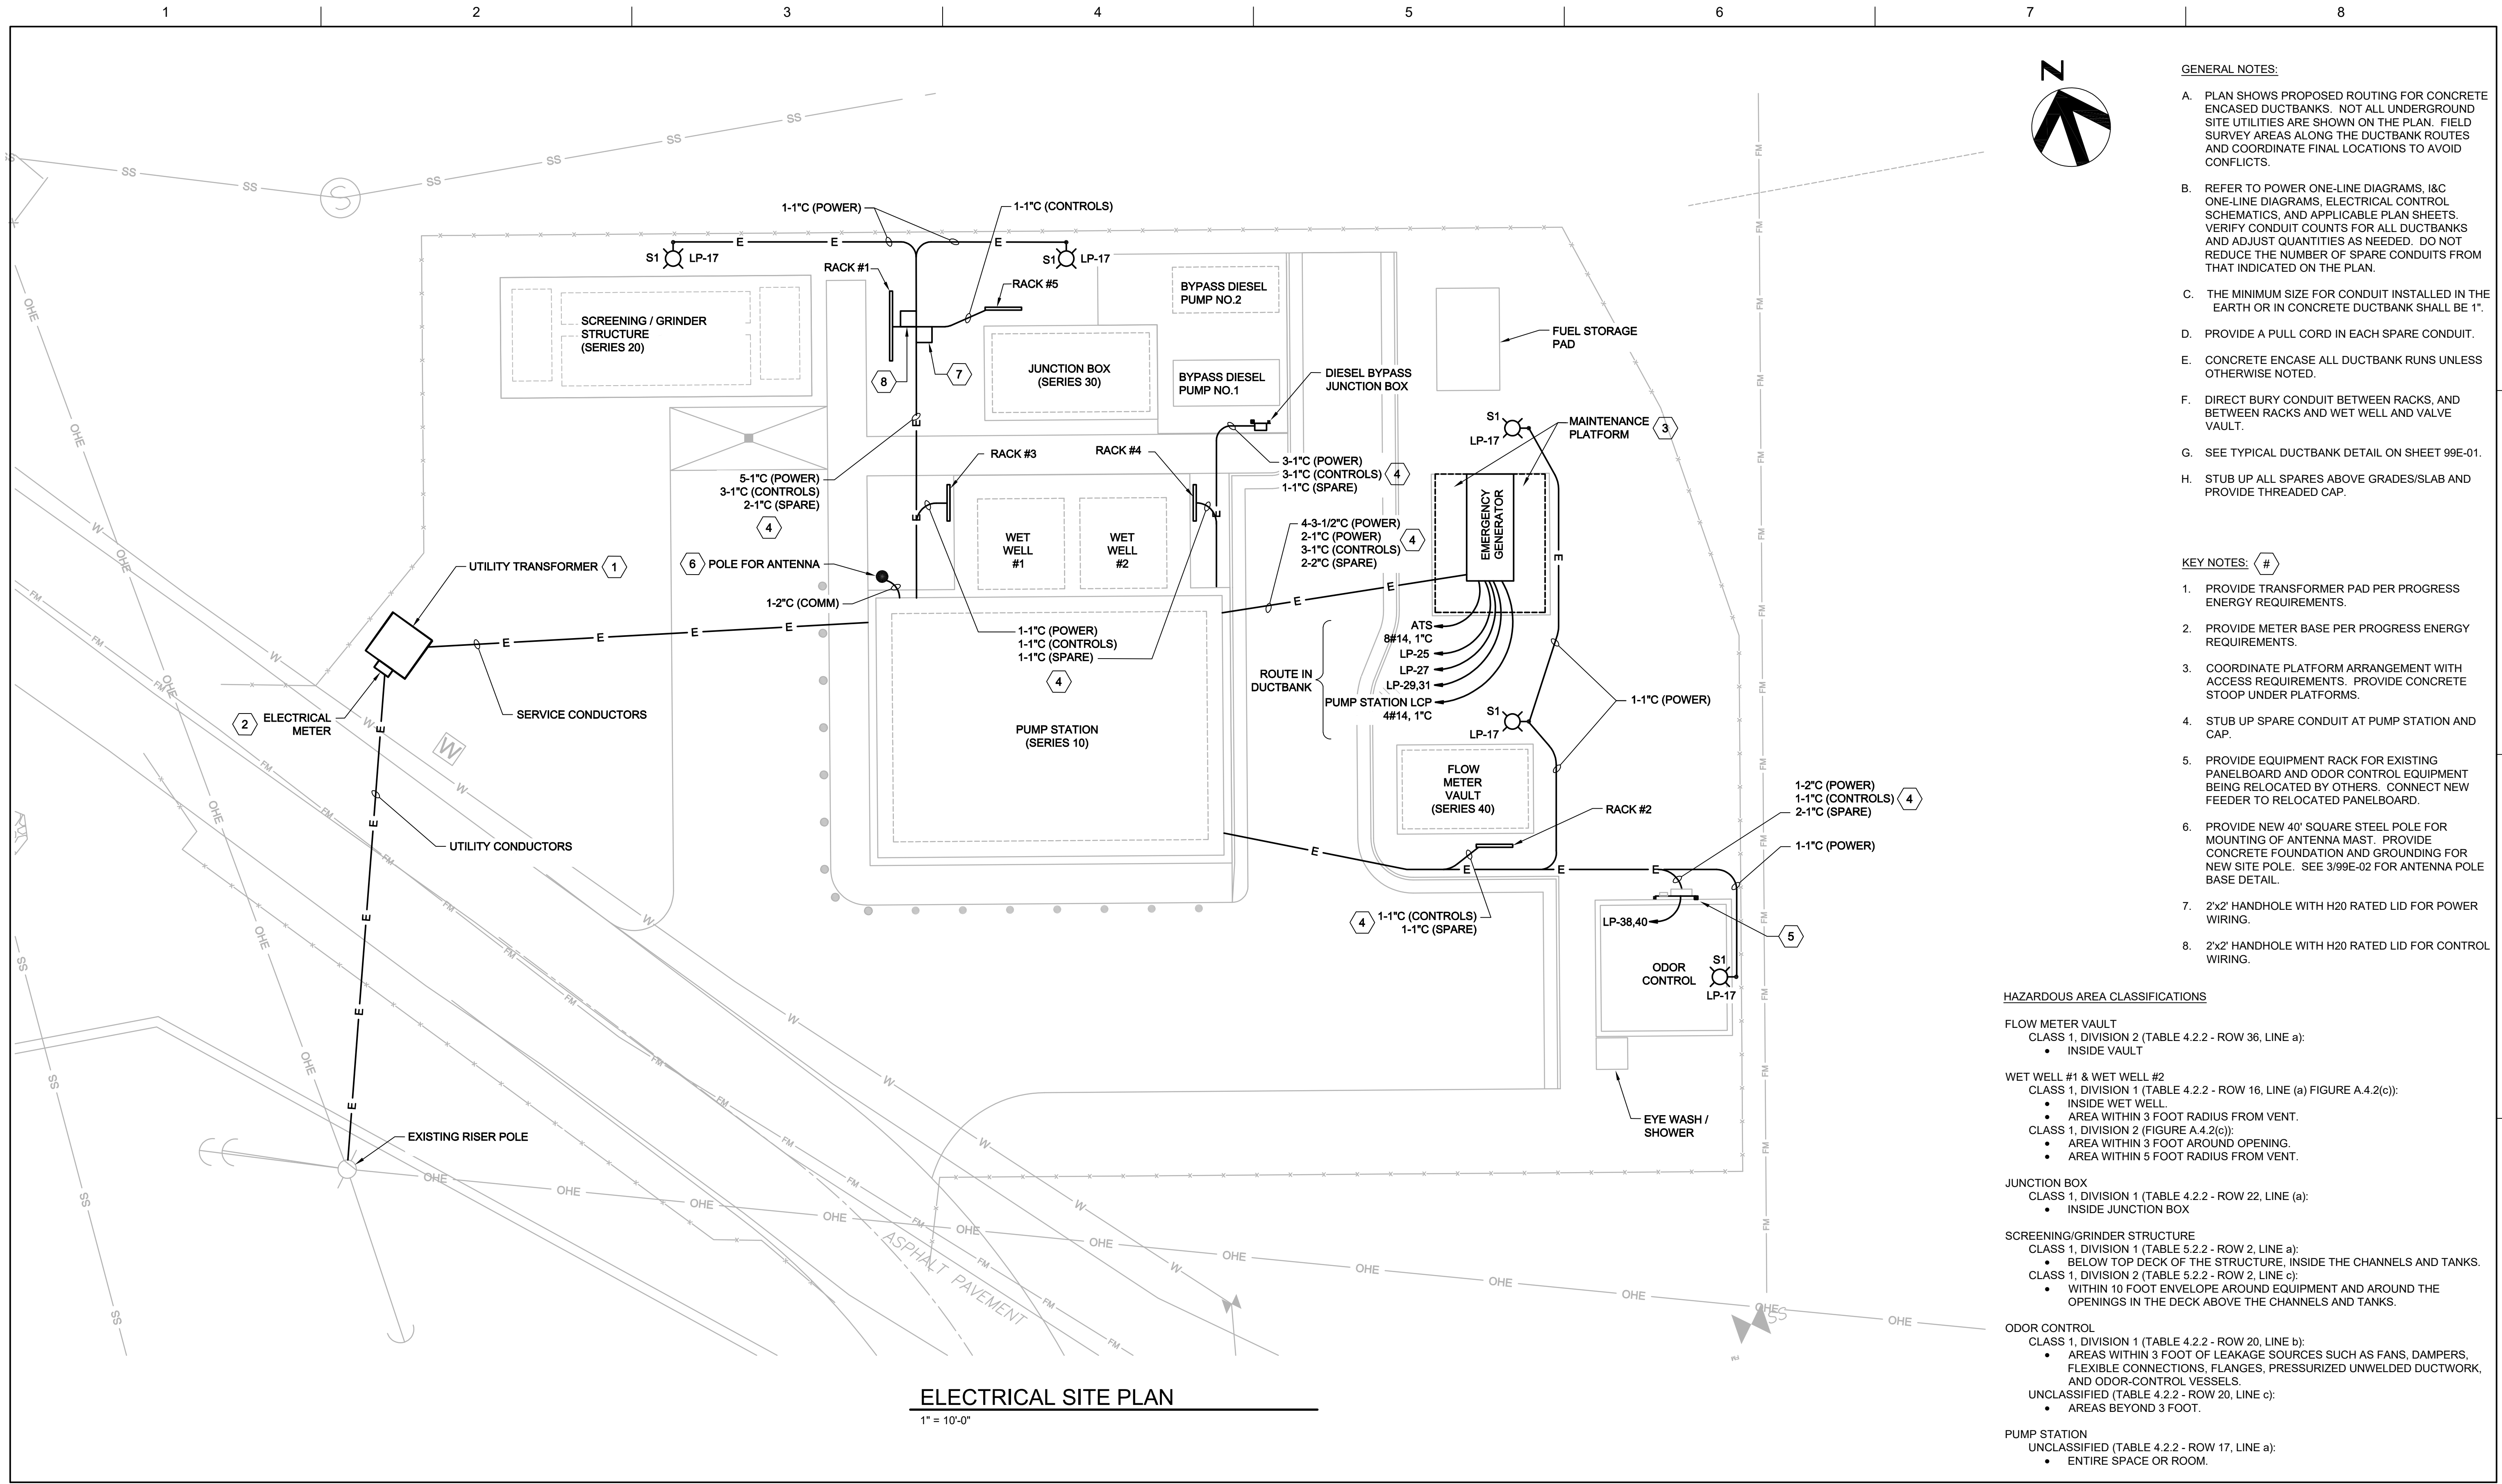 1 2 3 4 5 6 7 8
N
GENERAL NOTES:
A. PLAN SHOWS PROPOSED ROUTING FOR CONCRETE
ENCASED DUCTBANKS. NOT ALL UNDERGROUND
SITE UTILITIES ARE SHOWN ON THE PLAN. FIELD
SURVEY AREAS ALONG THE DUCTBANK ROUTES
AND COORDINATE FINAL LOCATIONS TO AVOID
CONFLICTS.
B. REFER TO POWER ONE-LINE DIAGRAMS, I&C
ONE-LINE DIAGRAMS, ELECTRICAL CONTROL
SCHEMATICS, AND APPLICABLE PLAN SHEETS.
VERIFY CONDUIT COUNTS FOR ALL DUCTBANKS
AND ADJUST QUANTITIES AS NEEDED. DO NOT
REDUCE THE NUMBER OF SPARE CONDUITS FROM
THAT INDICATED ON THE PLAN.
C. THE MINIMUM SIZE FOR CONDUIT INSTALLED IN THE
EARTH OR IN CONCRETE DUCTBANK SHALL BE 1".
D. PROVIDE A PULL CORD IN EACH SPARE CONDUIT.
E. CONCRETE ENCASE ALL DUCTBANK RUNS UNLESS
OTHERWISE NOTED.
F. DIRECT BURY CONDUIT BETWEEN RACKS, AND
BETWEEN RACKS AND WET WELL AND VALVE
VAULT.
G. SEE TYPICAL DUCTBANK DETAIL ON SHEET 99E-01.
H. STUB UP ALL SPARES ABOVE GRADES/SLAB AND
PROVIDE THREADED CAP.
KEY NOTES: #
1. PROVIDE TRANSFORMER PAD PER PROGRESS
ENERGY REQUIREMENTS.
2. PROVIDE METER BASE PER PROGRESS ENERGY
REQUIREMENTS.
3. COORDINATE PLATFORM ARRANGEMENT WITH
ACCESS REQUIREMENTS. PROVIDE CONCRETE
STOOP UNDER PLATFORMS.
4. STUB UP SPARE CONDUIT AT PUMP STATION AND
CAP.
5. PROVIDE EQUIPMENT RACK FOR EXISTING
PANELBOARD AND ODOR CONTROL EQUIPMENT
BEING RELOCATED BY OTHERS. CONNECT NEW
FEEDER TO RELOCATED PANELBOARD.
6. PROVIDE NEW 40' SQUARE STEEL POLE FOR
MOUNTING OF ANTENNA MAST. PROVIDE
CONCRETE FOUNDATION AND GROUNDING FOR
NEW SITE POLE. SEE 3/99E-02 FOR ANTENNA POLE
BASE DETAIL.
7. 2'x2' HANDHOLE WITH H20 RATED LID FOR POWER
WIRING.
8. 2'x2' HANDHOLE WITH H20 RATED LID FOR CONTROL
WIRING.
HAZARDOUS AREA CLASSIFICATIONS
FLOW METER VAULT
CLASS 1, DIVISION 2 (TABLE 4.2.2 - ROW 36, LINE a):
• INSIDE VAULT
WET WELL #1 & WET WELL #2
CLASS 1, DIVISION 1 (TABLE 4.2.2 - ROW 16, LINE (a) FIGURE A.4.2(c)):
• INSIDE WET WELL.
• AREA WITHIN 3 FOOT RADIUS FROM VENT.
CLASS 1, DIVISION 2 (FIGURE A.4.2(c)):
• AREA WITHIN 3 FOOT AROUND OPENING.
• AREA WITHIN 5 FOOT RADIUS FROM VENT.
JUNCTION BOX
CLASS 1, DIVISION 1 (TABLE 4.2.2 - ROW 22, LINE (a):
• INSIDE JUNCTION BOX
SCREENING/GRINDER STRUCTURE
CLASS 1, DIVISION 1 (TABLE 5.2.2 - ROW 2, LINE a):
• BELOW TOP DECK OF THE STRUCTURE, INSIDE THE CHANNELS AND TANKS.
CLASS 1, DIVISION 2 (TABLE 5.2.2 - ROW 2, LINE c):
• WITHIN 10 FOOT ENVELOPE AROUND EQUIPMENT AND AROUND THE
OPENINGS IN THE DECK ABOVE THE CHANNELS AND TANKS.
ODOR CONTROL
CLASS 1, DIVISION 1 (TABLE 4.2.2 - ROW 20, LINE b):
• AREAS WITHIN 3 FOOT OF LEAKAGE SOURCES SUCH AS FANS, DAMPERS,
FLEXIBLE CONNECTIONS, FLANGES, PRESSURIZED UNWELDED DUCTWORK,
AND ODOR-CONTROL VESSELS.
UNCLASSIFIED (TABLE 4.2.2 - ROW 20, LINE c):
• AREAS BEYOND 3 FOOT.
PUMP STATION
UNCLASSIFIED (TABLE 4.2.2 - ROW 17, LINE a):
• ENTIRE SPACE OR ROOM.
SS SS SS SS SS SS
S
1-1"C (POWER)
1-1"C (CONTROLS)
E E E
S1 LP-17
S1 LP-17
RACK #1
RACK #5
SCREENING / GRINDER
STRUCTURE
(SERIES 20)
8
7
JUNCTION BOX
(SERIES 30)
BYPASS DIESEL
PUMP NO.2
BYPASS DIESEL
PUMP NO.1
DIESEL BYPASS
JUNCTION BOX
FUEL STORAGE
PAD
S1
LP-17
MAINTENANCE
PLATFORM
3
5-1"C (POWER)
3-1"C (CONTROLS)
2-1"C (SPARE)
4
RACK #3
RACK #4
3-1"C (POWER)
3-1"C (CONTROLS)
1-1"C (SPARE)
4
EMERGENCY
GENERATOR
WET
WELL
#1
WET
WELL
#2
4-3-1/2"C (POWER)
2-1"C (POWER)
3-1"C (CONTROLS)
2-2"C (SPARE)
4
UTILITY TRANSFORMER 1
6 POLE FOR ANTENNA
1-2"C (COMM)
1-1"C (POWER)
1-1"C (CONTROLS)
1-1"C (SPARE)
4
E E E E
E E
ROUTE IN
DUCTBANK
ATS
8#14, 1"C
LP-25
LP-27
LP-29,31
PUMP STATION LCP
4#14, 1"C
1-1"C (POWER)
S1
LP-17
2 ELECTRICAL
METER
SERVICE CONDUCTORS
PUMP STATION
(SERIES 10)
FLOW
METER
VAULT
(SERIES 40)
RACK #2
1-2"C (POWER)
1-1"C (CONTROLS)
2-1"C (SPARE)
4
1-1"C (POWER)
UTILITY CONDUCTORS
W
E E E E
4 1-1"C (CONTROLS)
1-1"C (SPARE)
LP-38,40
5
ODOR
CONTROL
S1
LP-17
EXISTING RISER POLE
EYE WASH /
SHOWER
OHE OHE OHE OHE OHE OHE OHE OHE OHE OHE OHE OHE
ASPHALT PAVEMENT
SS
ELECTRICAL SITE PLAN
1" = 10'-0"